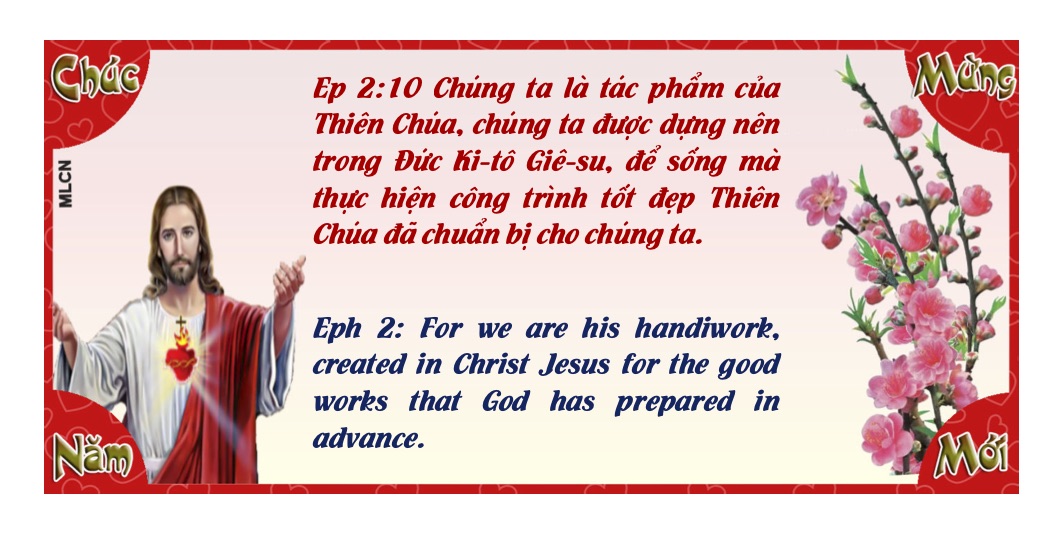 Chúc
Mừng
MLCN
Ep 2:10 Chúng ta là tác phẩm của
Thiên Chúa, chúng ta được dựng nên
trong Đức Ki-tô Giê-su, để sống mà
thực hiện công trình tốt đẹp Thiên
Chúa đã chuẩn bị cho chúng ta.
Eph 2: For we are his handiwork,
created in Christ Jesus for the good
works that God has prepared in
advance.
Năm
Mới